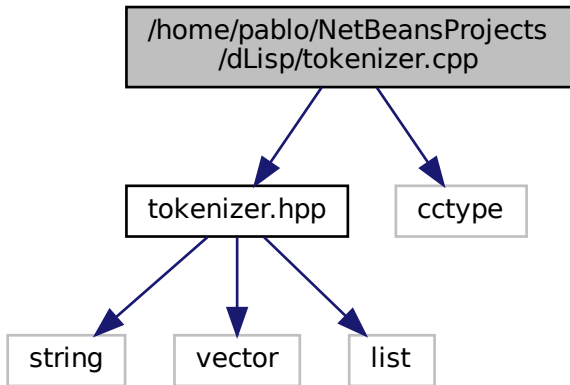 /home/pablo/NetBeansProjects
/dLisp/tokenizer.cpp
tokenizer.hpp
cctype
string
vector
list